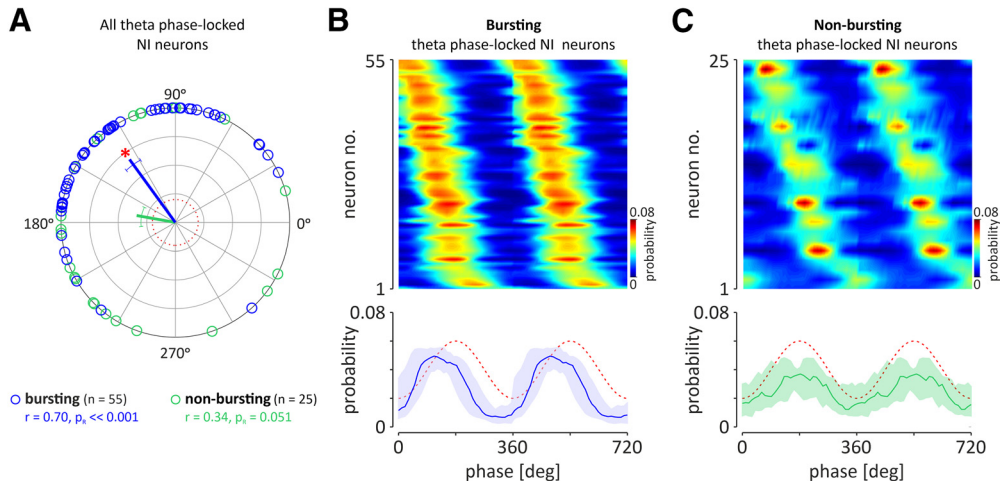 A
All theta phase-locked
NI neurons
90°
180°
0°
*
270°
bursting (n = 55)
r = 0.70, pR << 0.001
non-bursting (n = 25)
r = 0.34, pR = 0.051
B
Bursting
theta phase-locked NI neurons
55
neuron no.
1
0.08
probability
0
0.08
probability
0
0
360
720
phase [deg]
C
Non-bursting
theta phase-locked NI neurons
25
neuron no.
1
0.08
probability
0
0.08
probability
0
0
360
720
phase [deg]